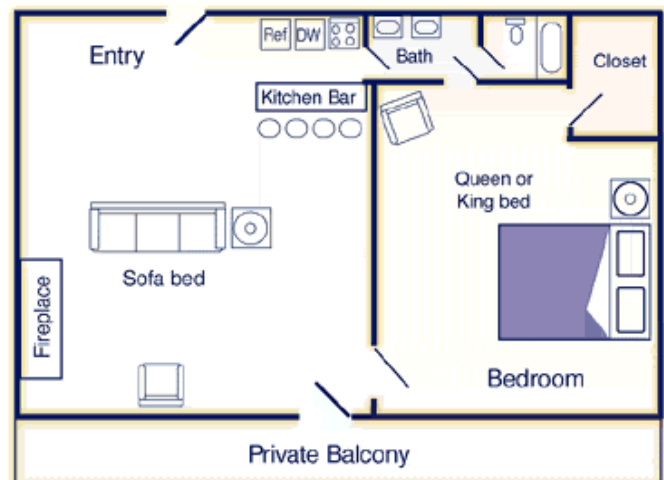 Entry
Ref
DW
Bath
Closet
Kitchen Bar
Queen or
King bed
Sofa bed
Fireplace
Bedroom
Private Balcony